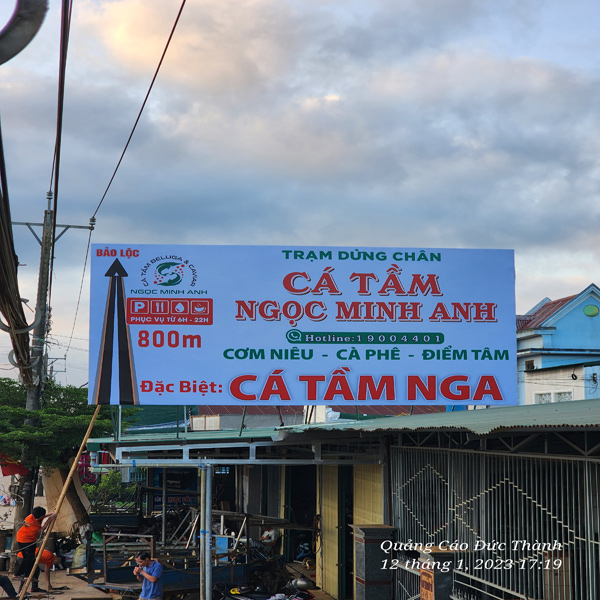 BẢO LỘC
CÁ TẦM BELUGA & CAVIAR
NGỌC MINH ANH
P
PHỤC VỤ TỪ 6H - 22H
800m
TRẠM DỪNG CHÂN
CÁ TẦM
NGỌC MINH ANH
Hotline:19004401
CƠM NIÊU - CÀ PHÊ - ĐIỂM TÂM
Đặc Biệt: CÁ TẦM NGA
Quảng Cáo Đức Thành
12 tháng 1, 2023 17:19